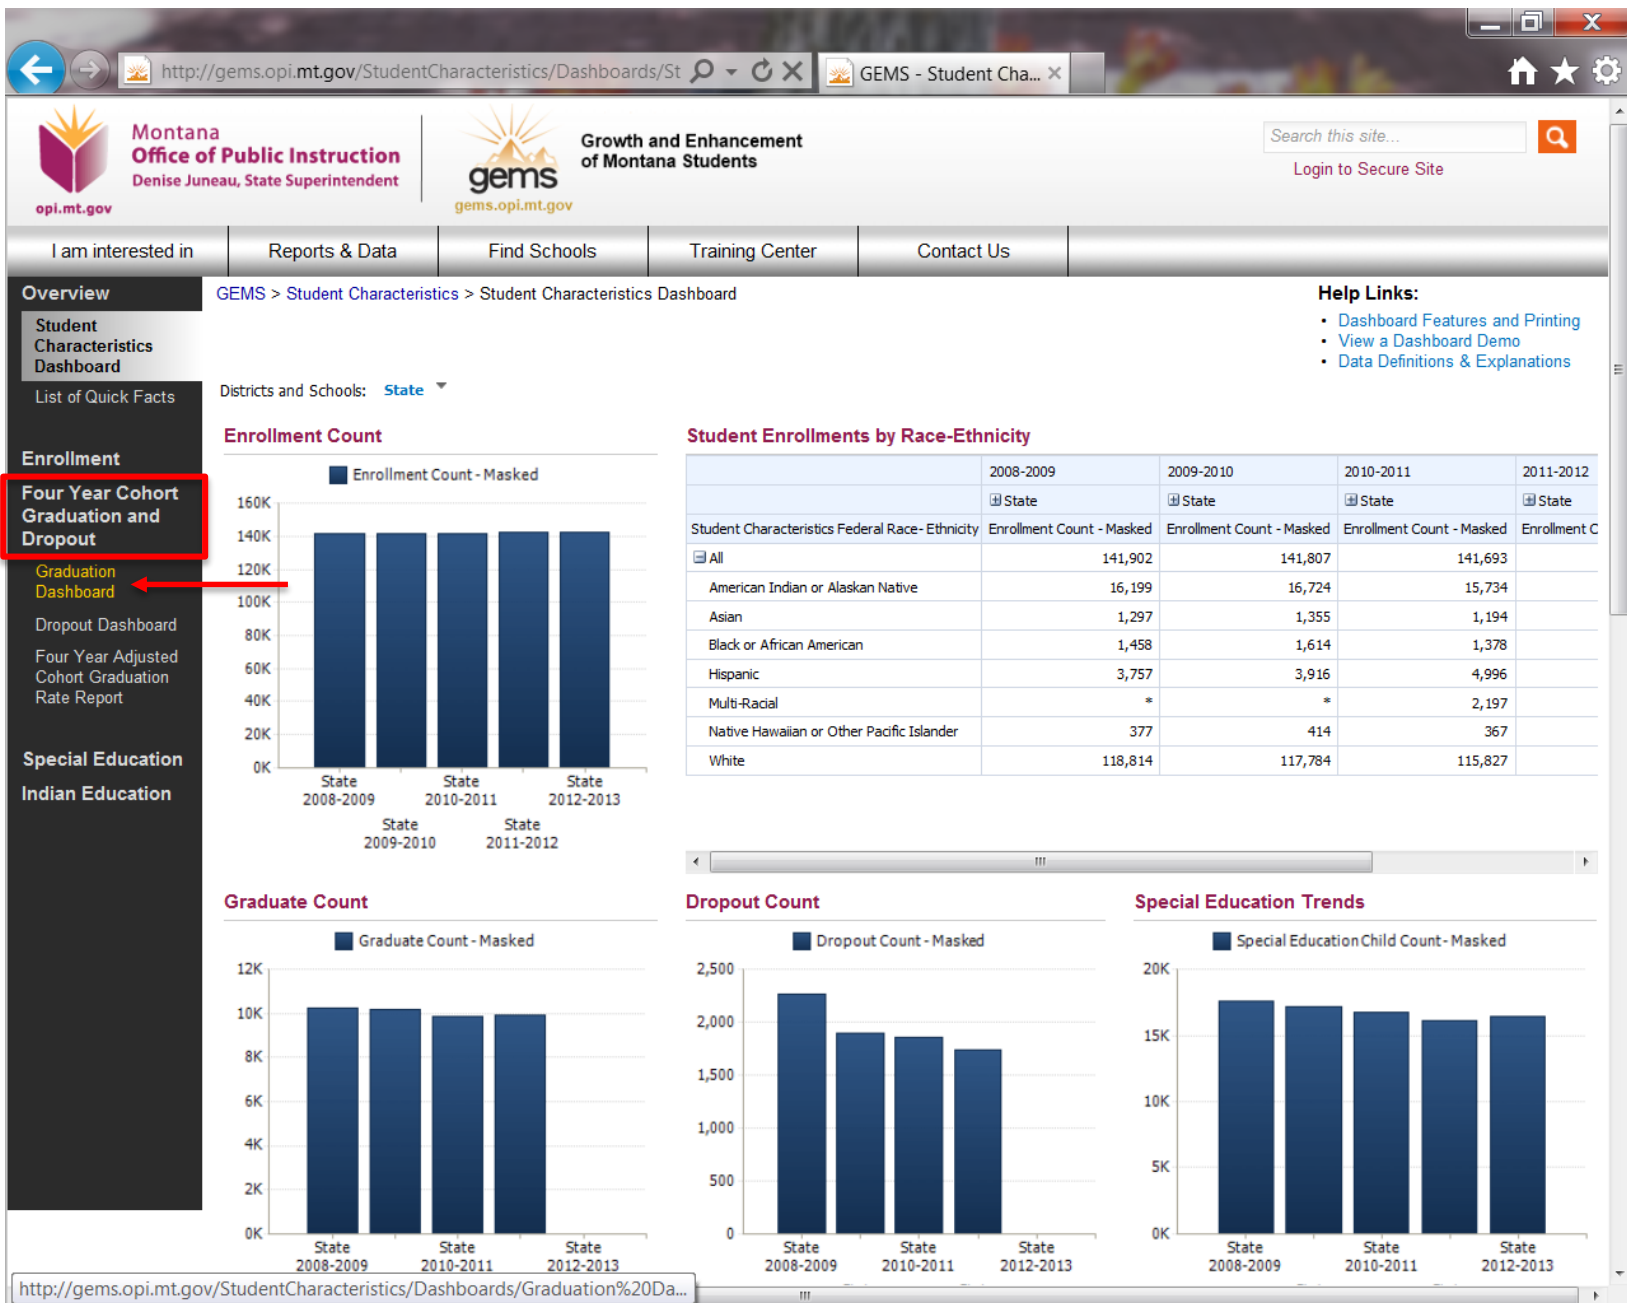 http://gems.opi.mt.gov/StudentCharacteristics/Dashboards/St
GEMS - Student Cha...
Montana
Office of Public Instruction
Denise Juneau, State Superintendent
opi.mt.gov
gems
gems.opi.mt.gov
Growth and Enhancement
of Montana Students
Search this site...
Login to Secure Site
I am interested in
Reports & Data
Find Schools
Training Center
Contact Us
Overview
Student
Characteristics
Dashboard
List of Quick Facts
Enrollment
Four Year Cohort
Graduation and
Dropout
Graduation
Dashboard
Dropout Dashboard
Four Year Adjusted
Cohort Graduation
Rate Report
Special Education
Indian Education
GEMS > Student Characteristics > Student Characteristics Dashboard
Help Links:
• Dashboard Features and Printing
• View a Dashboard Demo
• Data Definitions & Explanations
Districts and Schools: State
Enrollment Count
Enrollment Count - Masked
160K
140K
120K
100K
80K
60K
40K
20K
0K
State State State
2008-2009 2010-2011 2012-2013
State State
2009-2010 2011-2012
Student Enrollments by Race-Ethnicity
2008-2009 2009-2010 2010-2011 2011-2012
State State State State
Student Characteristics Federal Race- Ethnicity Enrollment Count - Masked Enrollment Count - Masked Enrollment Count - Masked Enrollment C
All 141,902 141,807 141,693
American Indian or Alaskan Native 16,199 16,724 15,734
Asian 1,297 1,355 1,194
Black or African American 1,458 1,614 1,378
Hispanic 3,757 3,916 4,996
Multi-Racial * * 2,197
Native Hawaiian or Other Pacific Islander 377 414 367
White 118,814 117,784 115,827
Graduate Count
Graduate Count - Masked
12K
10K
8K
6K
4K
2K
0K
State State State
2008-2009 2010-2011 2012-2013
Dropout Count
Dropout Count - Masked
2,500
2,000
1,500
1,000
500
0
State State State
2008-2009 2010-2011 2012-2013
Special Education Trends
Special Education Child Count - Masked
20K
15K
10K
5K
0K
State State State
2008-2009 2010-2011 2012-2013
http://gems.opi.mt.gov/StudentCharacteristics/Dashboards/Graduation%20Da...